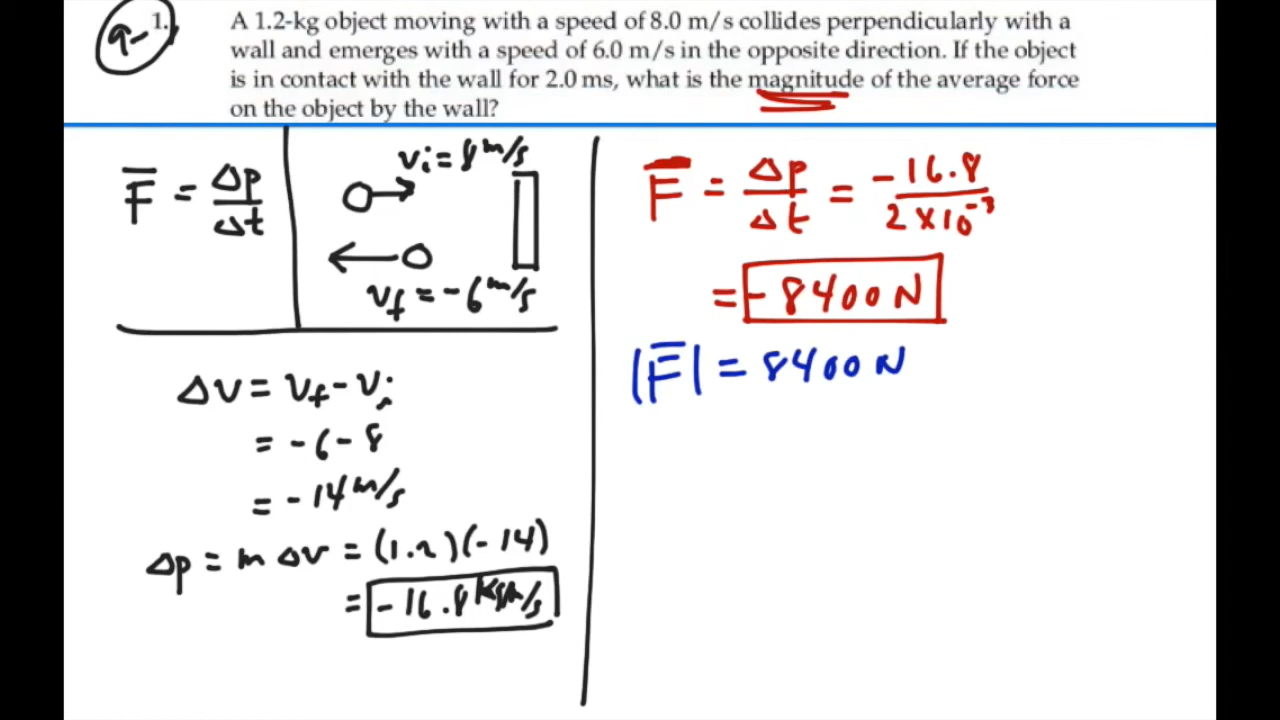 9-1. A 1.2-kg object moving with a speed of 8.0 m/s collides perpendicularly with a
wall and emerges with a speed of 6.0 m/s in the opposite direction. If the object
is in contact with the wall for 2.0 ms, what is the magnitude of the average force
on the object by the wall?
F̄ = Δp/Δt
vi = 8 m/s
vf = -6 m/s
Δv = vf - vi
= -6 - 8
= -14 m/s
Δp = m Δv = (1.2)(-14)
= -16.8 kgm/s
F̄ = Δp/Δt = -16.8/2×10⁻³
= -8400 N
|F̄| = 8400 N